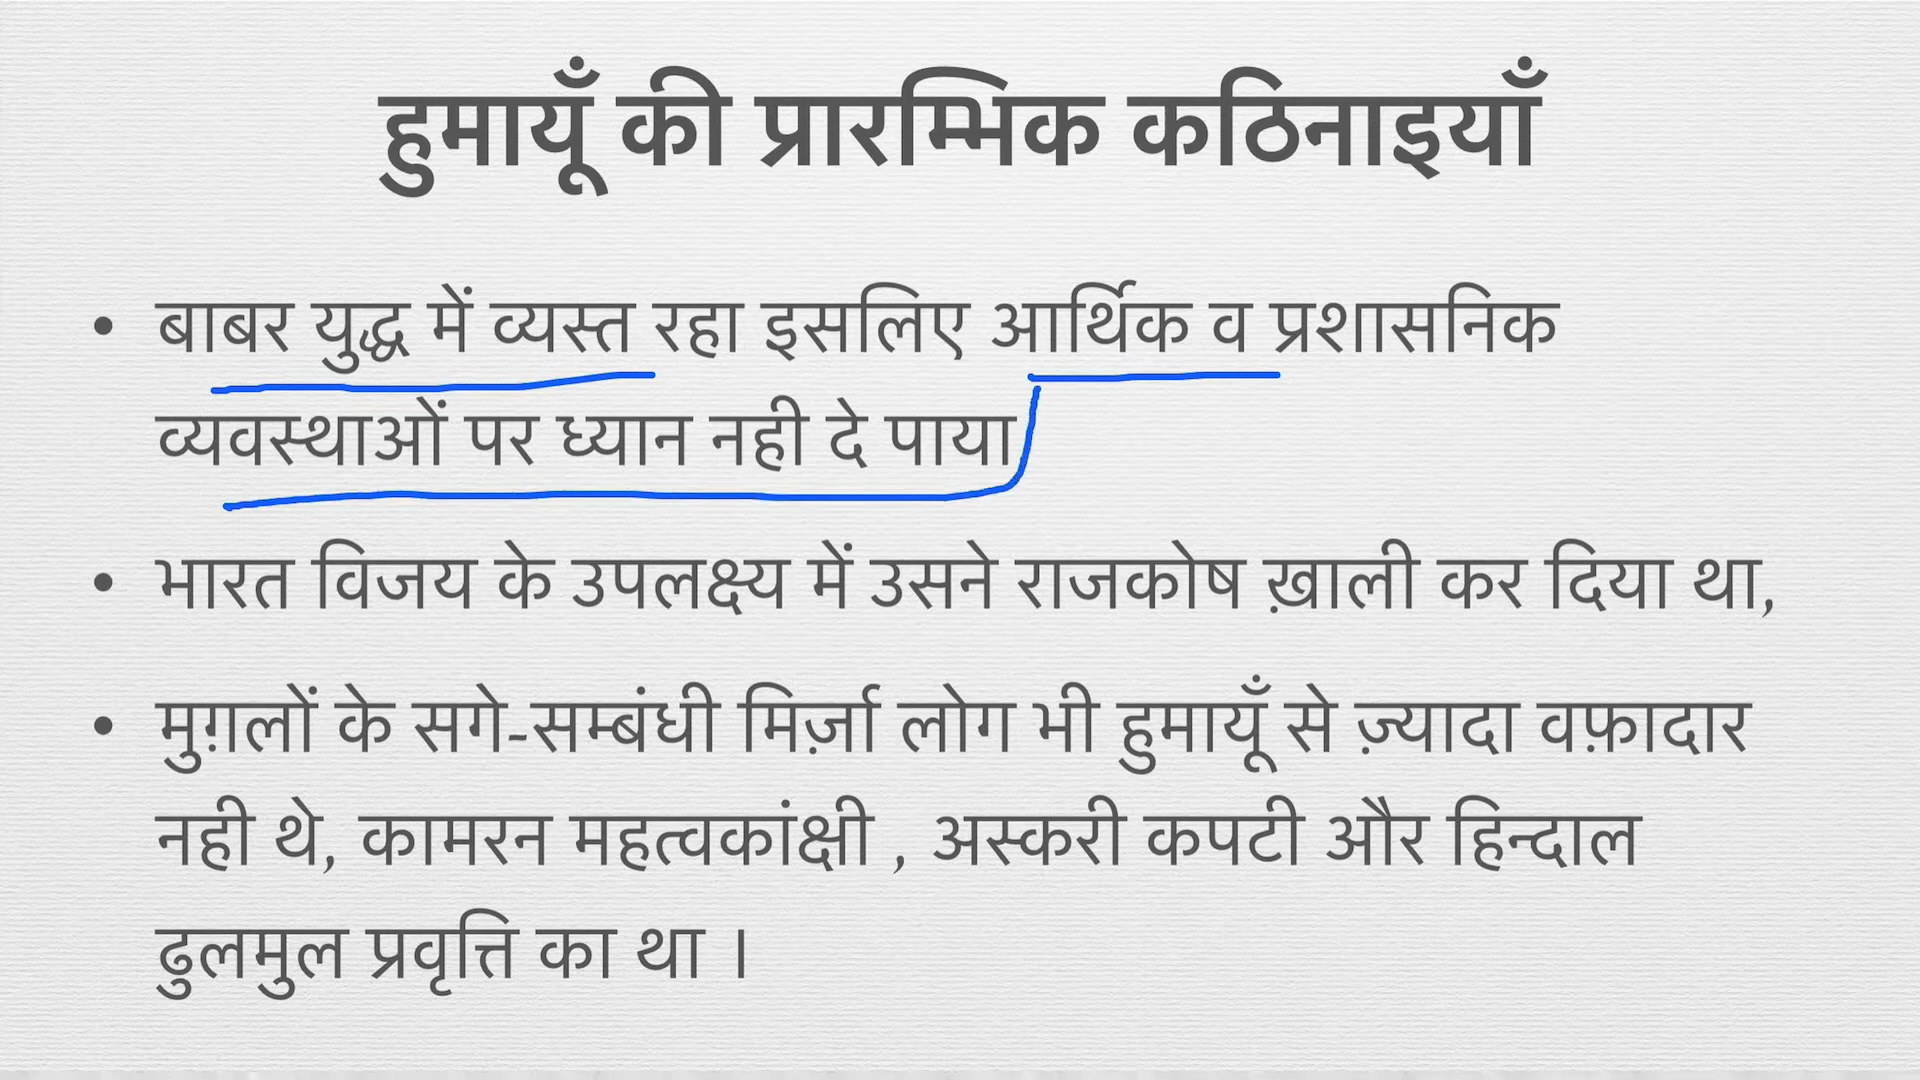 हुमायूँ की प्रारम्भिक कठिनाइयाँ
• बाबर युद्ध में व्यस्त रहा इसलिए आर्थिक व प्रशासनिक
व्यवस्थाओं पर ध्यान नही दे पाया
• भारत विजय के उपलक्ष्य में उसने राजकोष ख़ाली कर दिया था,
• मुग़लों के सगे-सम्बंधी मिर्ज़ा लोग भी हुमायूँ से ज़्यादा वफ़ादार
नही थे, कामरन महत्वकांक्षी , अस्करी कपटी और हिन्दाल
ढुलमुल प्रवृत्ति का था ।